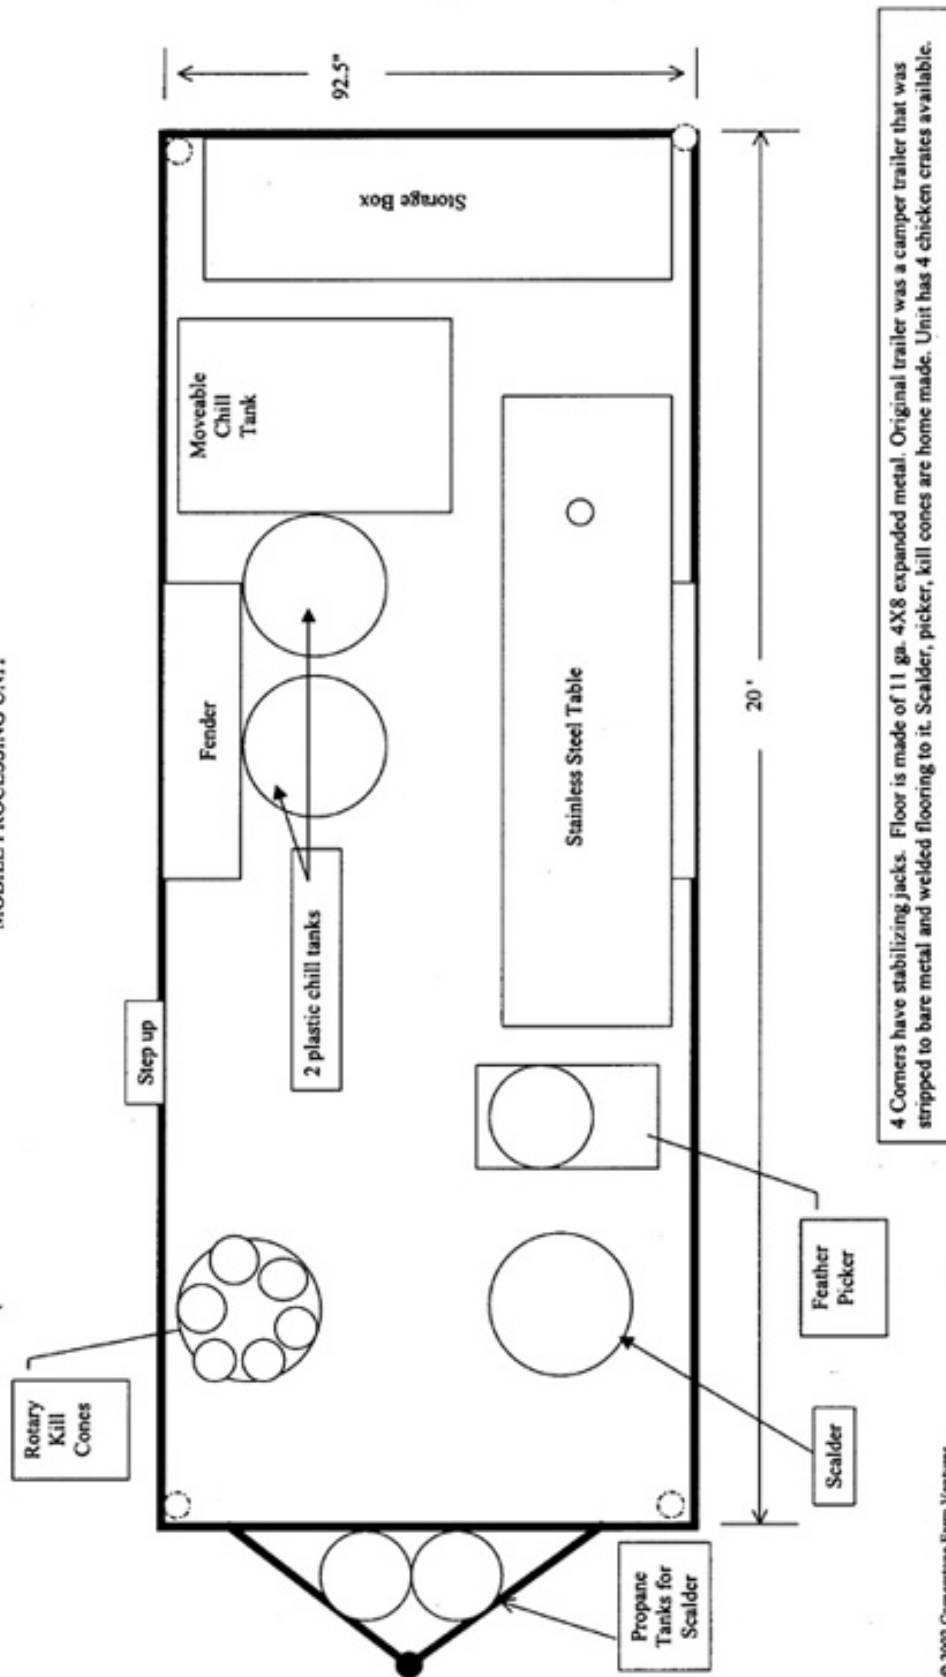 MOBILE PROCESSING UNIT
Rotary
Kill
Cones
Step up
Fender
Moveable
Chill
Tank
Storage Box
92.5"
2 plastic chill tanks
Stainless Steel Table
Propane
Tanks for
Scalder
Scalder
Feather
Picker
20'
4 Corners have stabilizing jacks. Floor is made of 11 ga. 4X8 expanded metal. Original trailer was a camper trailer that was
stripped to bare metal and welded flooring to it. Scalder, picker, kill cones are home made. Unit has 4 chicken crates available.
Farm Ventures